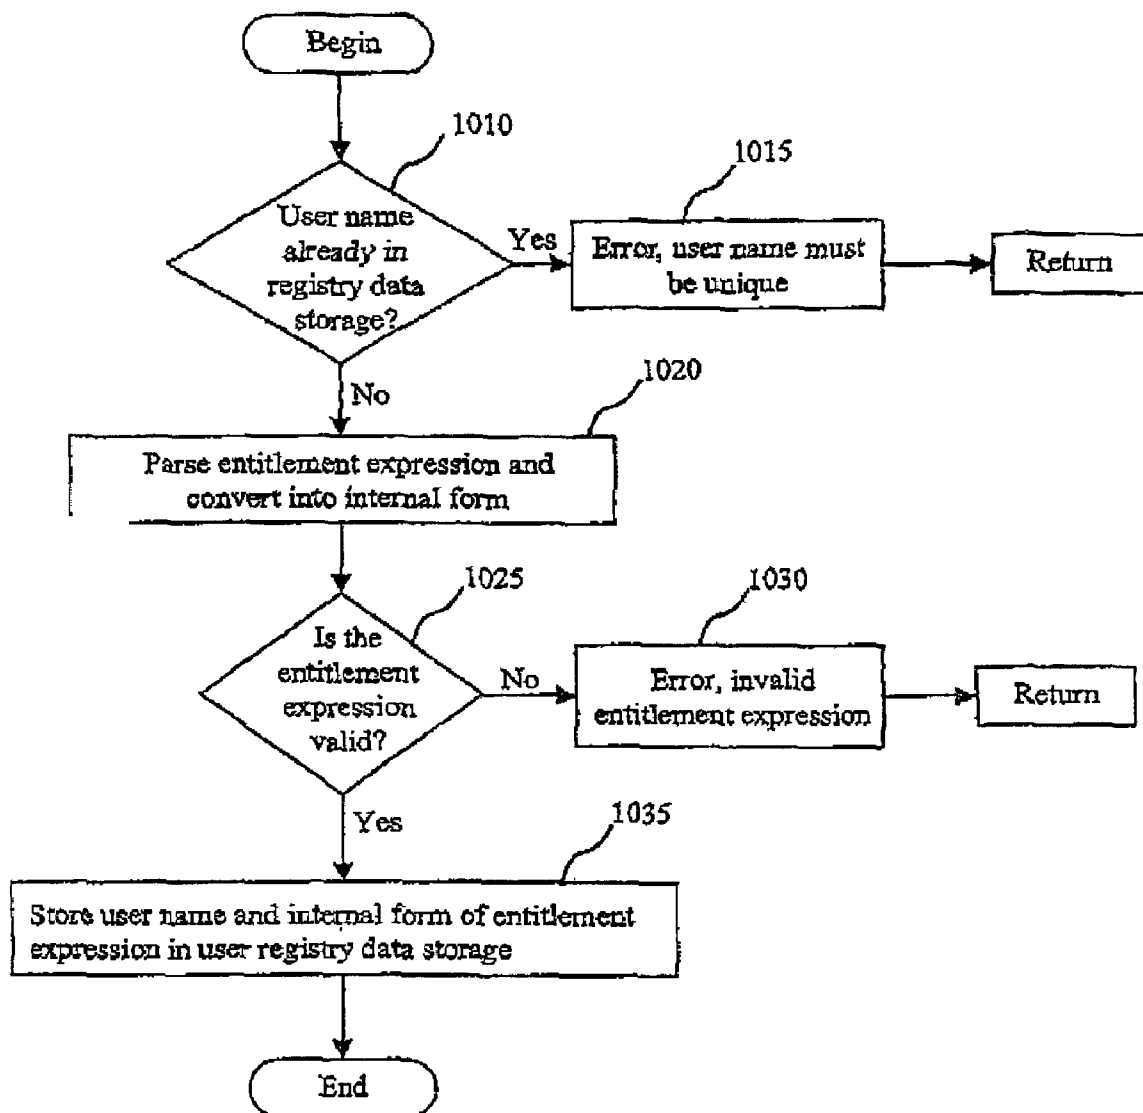 Begin
1010
User name
already in
registry data
storage?
Yes
1015
Error, user name must
be unique
Return
No
1020
Parse entitlement expression and
convert into internal form
1025
Is the
entitlement
expression
valid?
No
1030
Error, invalid
entitlement expression
Return
Yes
1035
Store user name and internal form of entitlement
expression in user registry data storage
End